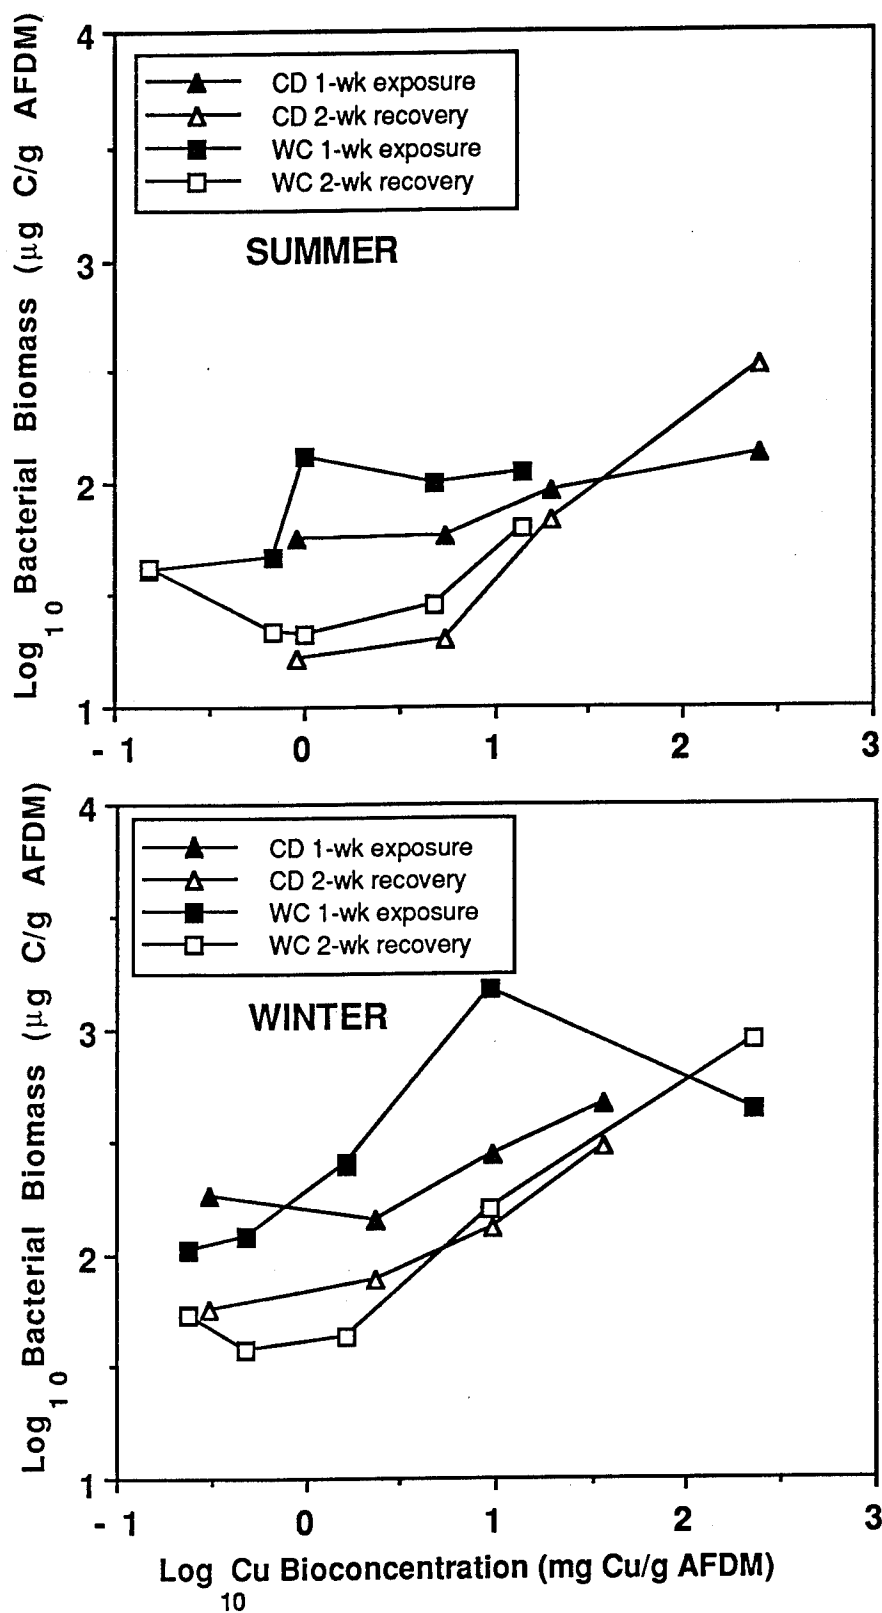 Log10 Bacterial Biomass (µg C/g AFDM)
4
3
2
1
CD 1-wk exposure
CD 2-wk recovery
WC 1-wk exposure
WC 2-wk recovery
SUMMER
- 1
0
1
2
3
Log10 Bacterial Biomass (µg C/g AFDM)
4
3
2
1
CD 1-wk exposure
CD 2-wk recovery
WC 1-wk exposure
WC 2-wk recovery
WINTER
- 1
0
1
2
3
Log10 Cu Bioconcentration (mg Cu/g AFDM)